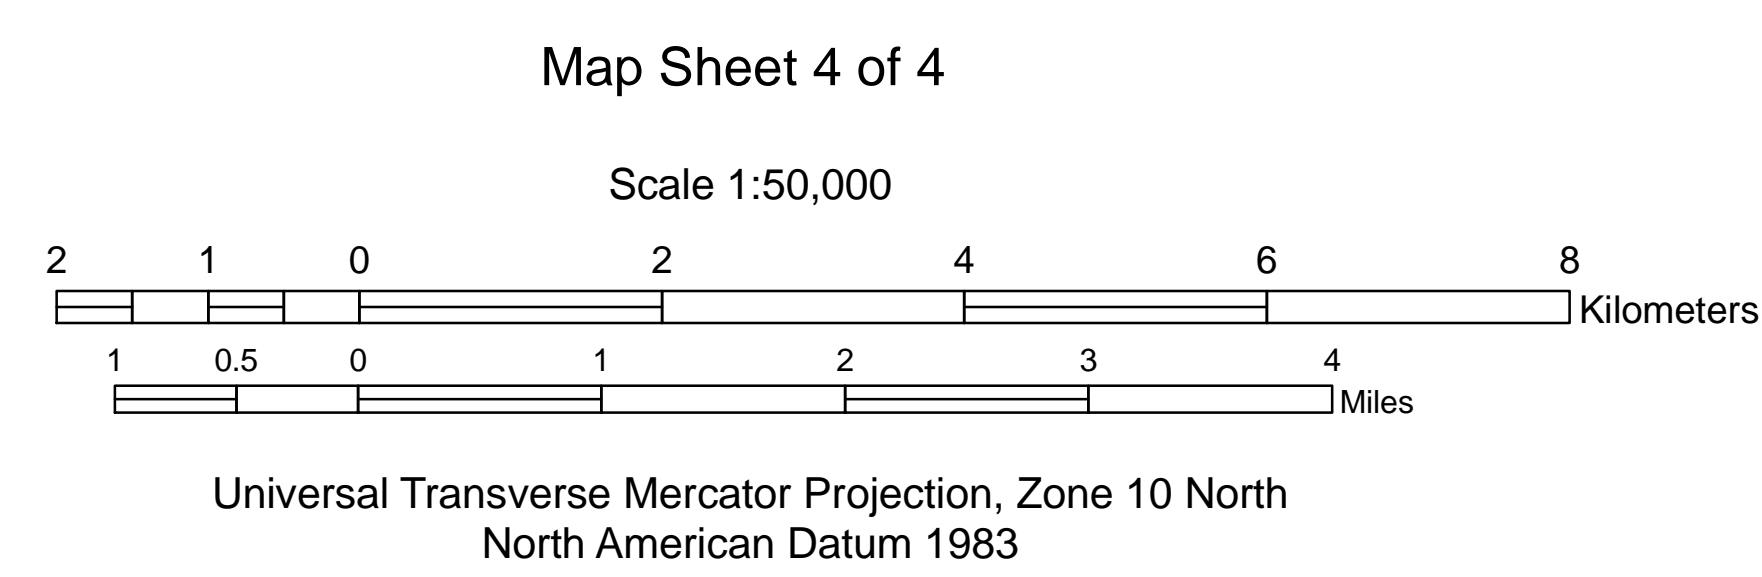 Map Sheet 4 of 4
Scale 1:50,000
2 1 0 2 4 6 8
Kilometers
1 0.5 0 1 2 3 4
Miles
Universal Transverse Mercator Projection, Zone 10 North
North American Datum 1983